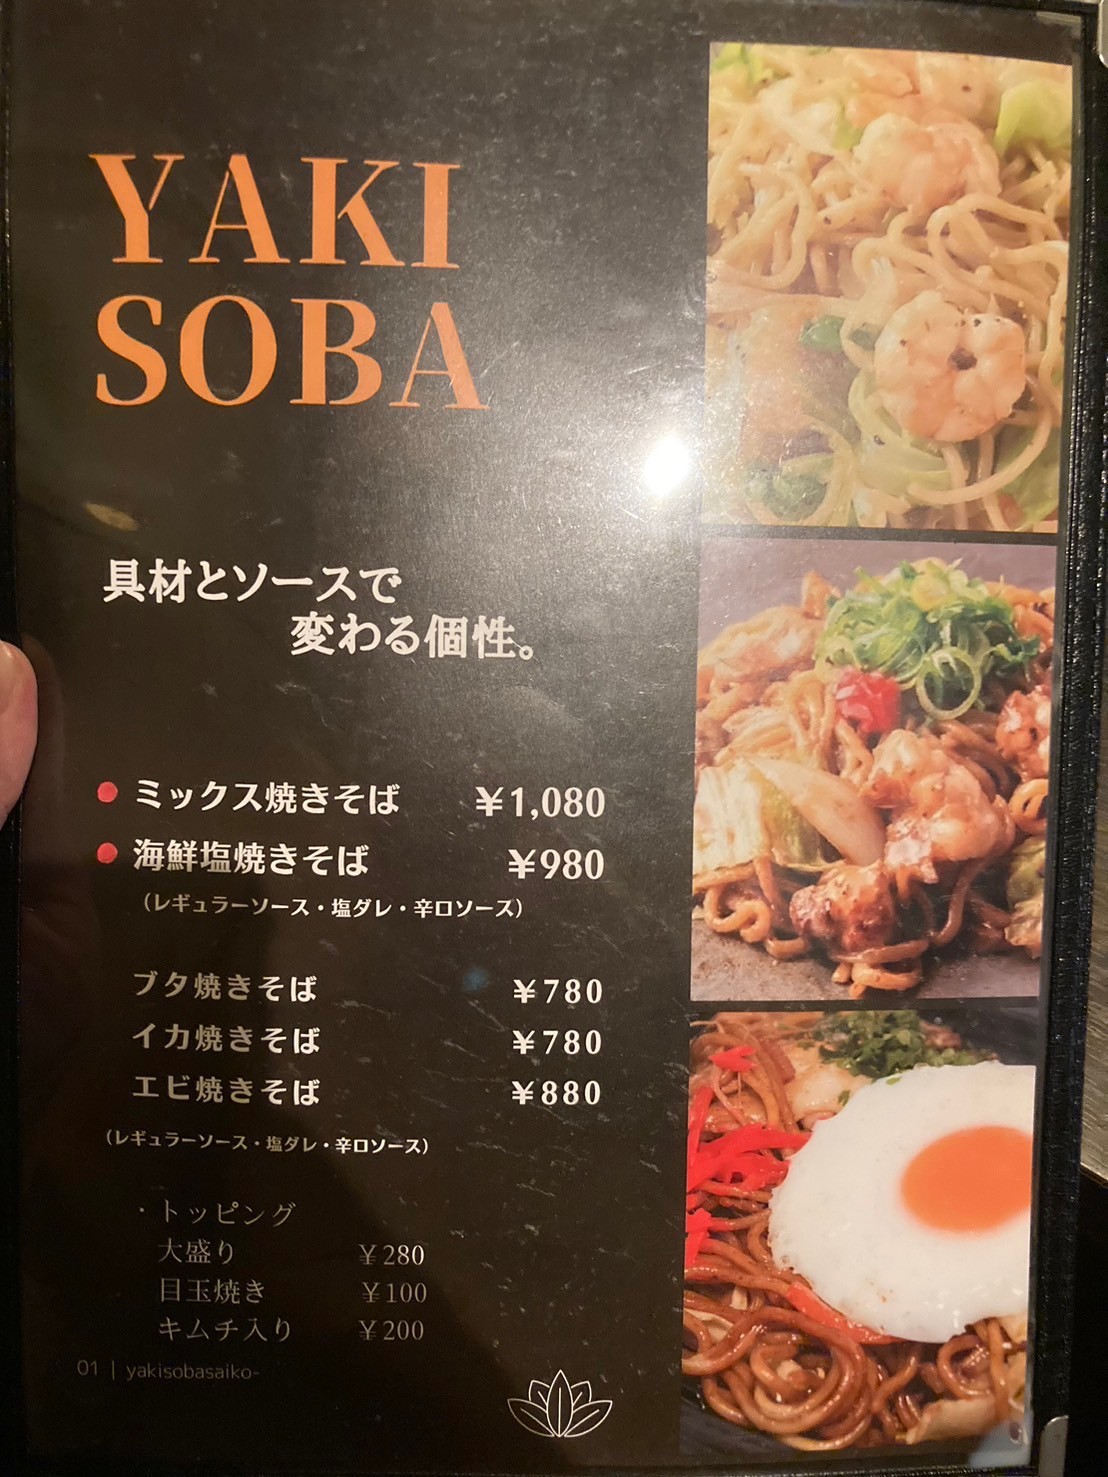 YAKI
SOBA
具材とソースで
変わる個性。
ミックス焼きそば ¥1,080
海鮮塩焼きそば ¥980
（レギュラーソース・塩ダレ・辛口ソース）
ブタ焼きそば ¥780
イカ焼きそば ¥780
エビ焼きそば ¥880
（レギュラーソース・塩ダレ・辛口ソース）
・トッピング
大盛り ¥280
目玉焼き ¥100
キムチ入り ¥200
01 | yakisobasaiko-